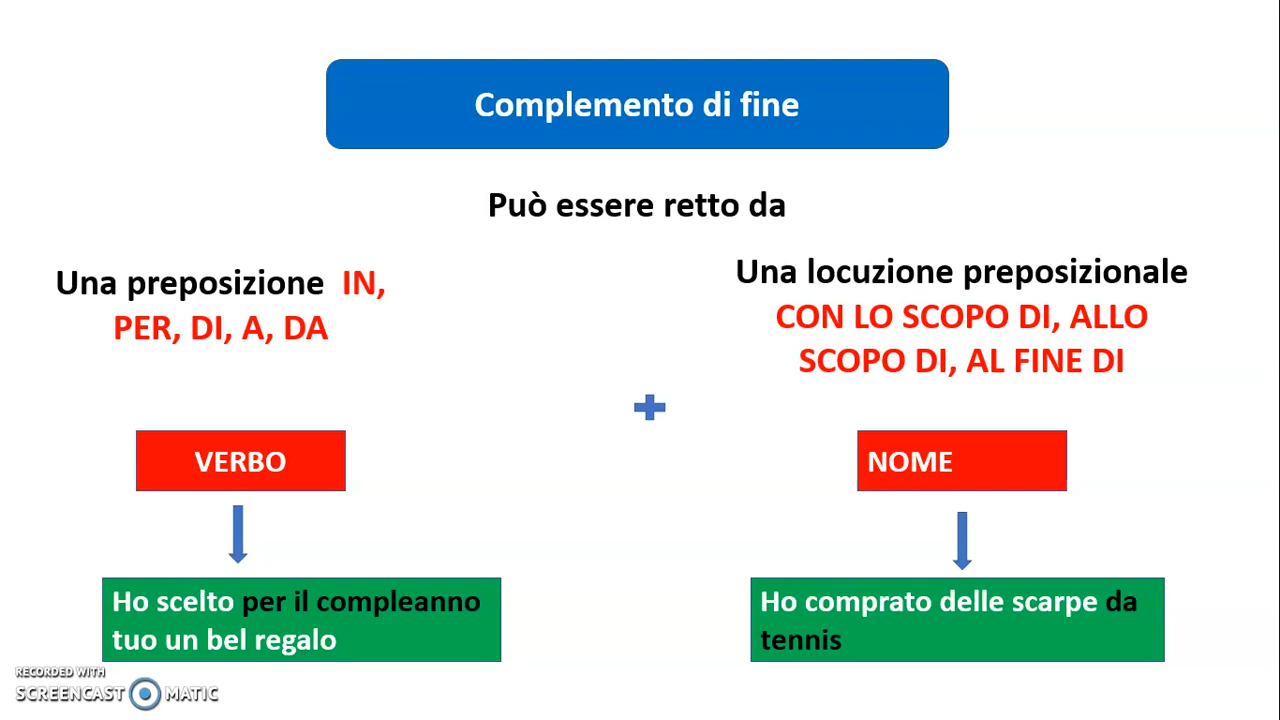 Complemento di fine
Può essere retto da
Una preposizione IN,
PER, DI, A, DA
Una locuzione preposizionale
CON LO SCOPO DI, ALLO
SCOPO DI, AL FINE DI
VERBO
NOME
Ho scelto per il compleanno
tuo un bel regalo
Ho comprato delle scarpe da
tennis
RECORDED WITH
SCREENCAST MATIC